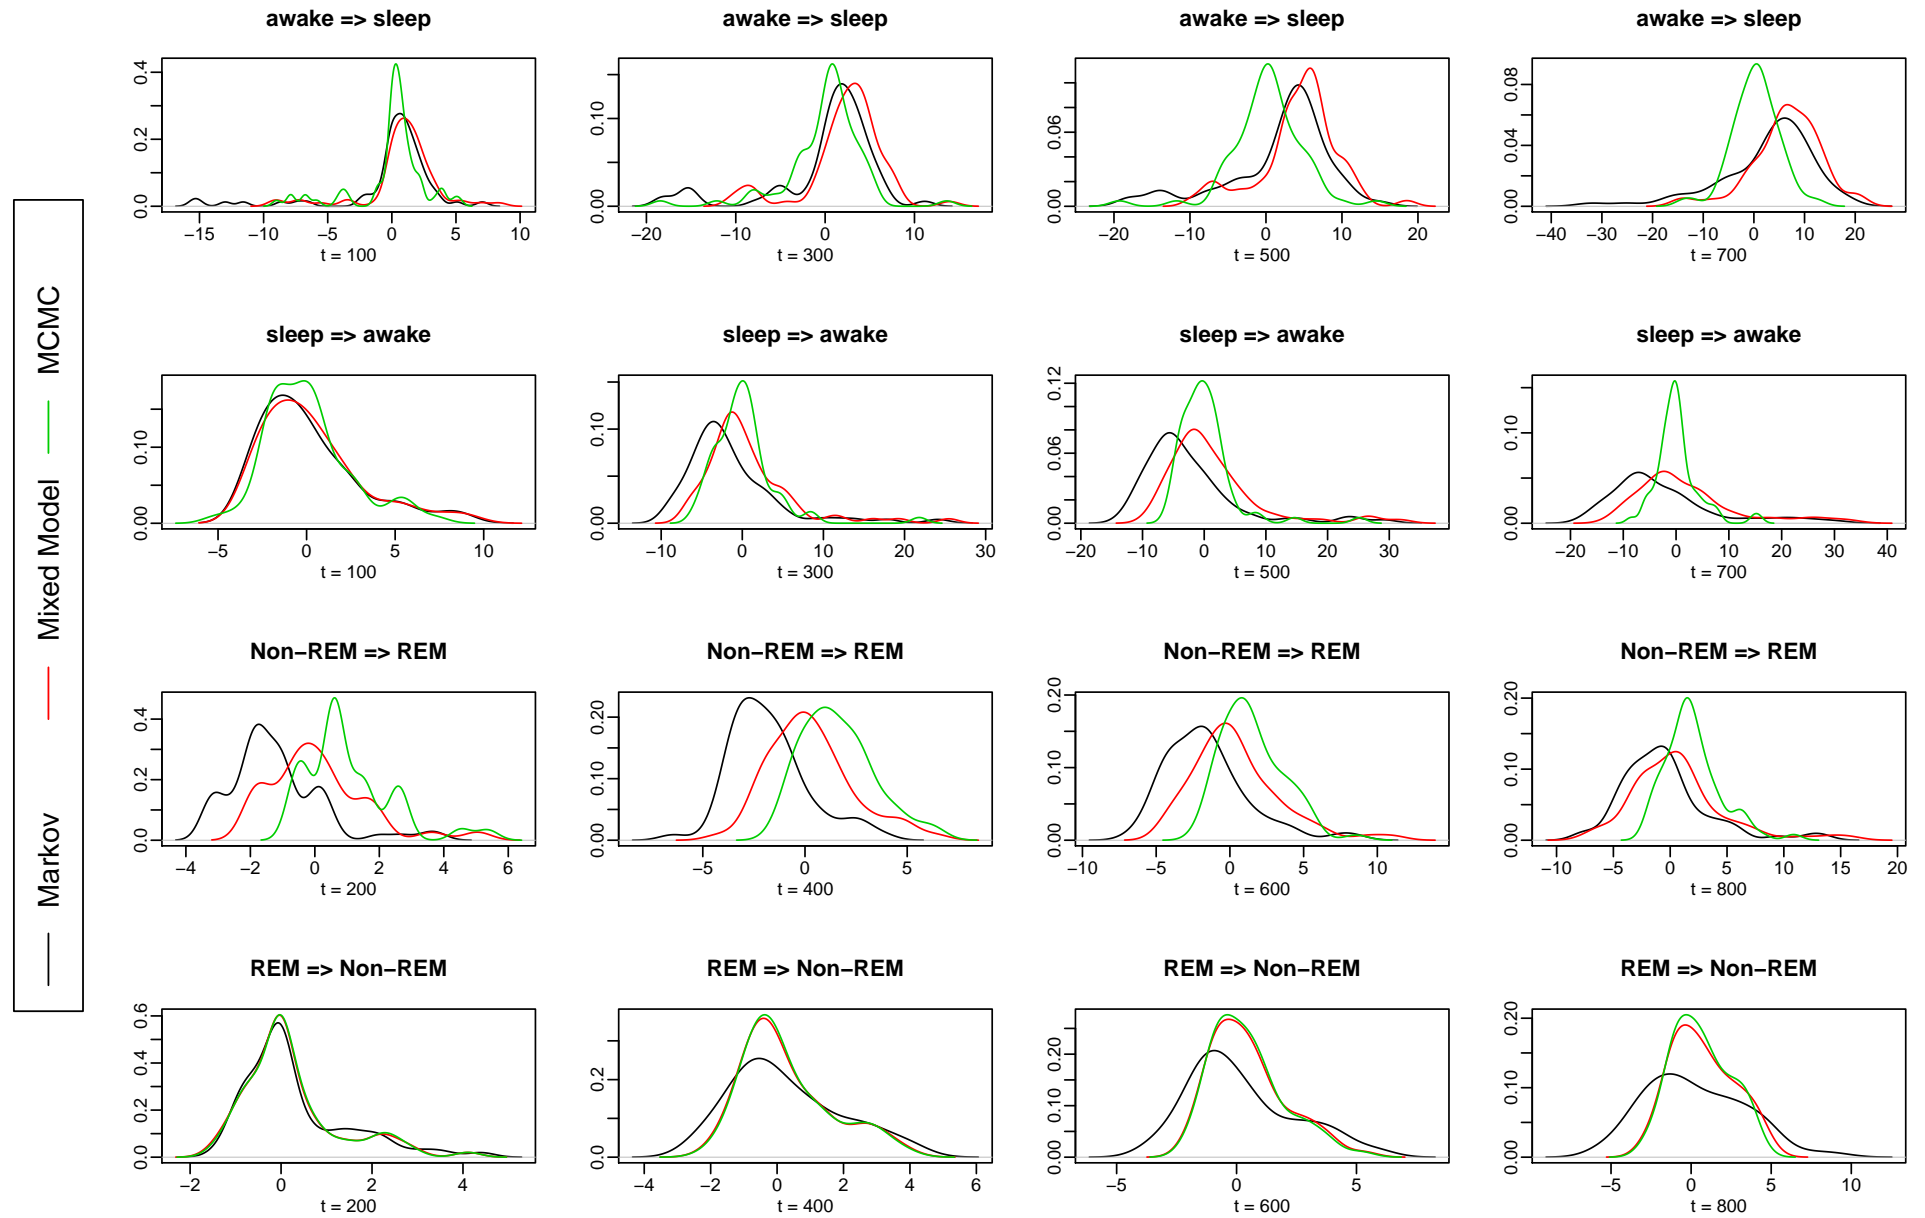 Markov Mixed Model MCMC
awake => sleep awake => sleep awake => sleep awake => sleep
0.0 0.2 0.4
−15 −10 −5 0 5 10
t = 100
0.00 0.10
−20 −10 0 10
t = 300
0.00 0.06
−20 −10 0 10 20
t = 500
0.00 0.04 0.08
−40 −30 −20 −10 0 10 20
t = 700
sleep => awake sleep => awake sleep => awake sleep => awake
0.00 0.10
−5 0 5 10
t = 100
0.00 0.10
−10 0 10 20 30
t = 300
0.00 0.06 0.12
−20 −10 0 10 20 30
t = 500
0.00 0.10
−20 −10 0 10 20 30 40
t = 700
Non−REM => REM Non−REM => REM Non−REM => REM Non−REM => REM
0.0 0.2 0.4
−4 −2 0 2 4 6
t = 200
0.00 0.10 0.20
−5 0 5
t = 400
0.00 0.10 0.20
−10 −5 0 5 10
t = 600
0.00 0.10 0.20
−10 −5 0 5 10 15 20
t = 800
REM => Non−REM REM => Non−REM REM => Non−REM REM => Non−REM
0.0 0.2 0.4 0.6
−2 0 2 4
t = 200
0.0 0.2
−4 −2 0 2 4 6
t = 400
0.00 0.10 0.20
−5 0 5
t = 600
0.00 0.10 0.20
−5 0 5 10
t = 800